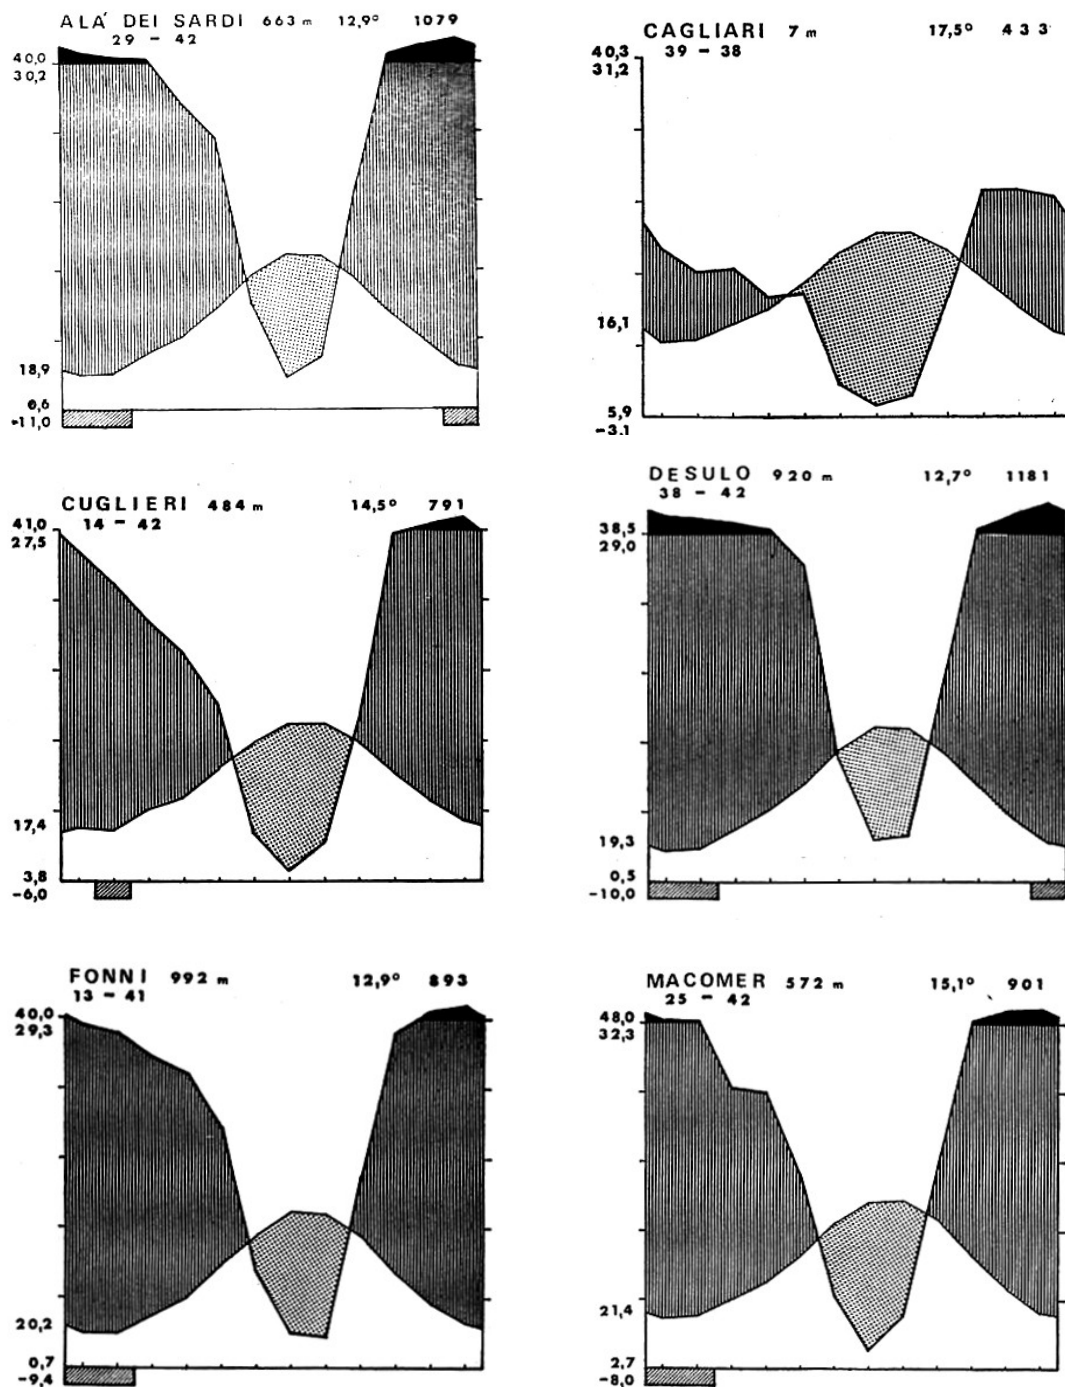 ALÁ DEI SARDI 663 m 12,9° 1079
29 – 42
40,0
30,2
18,9
0,6
-11,0
CAGLIARI 7 m 17,5° 433
39 – 38
40,3
31,2
16,1
5,9
-3,1
CUGLIERI 484 m 14,5° 791
14 – 42
41,0
27,5
17,4
3,8
-6,0
DESULO 920 m 12,7° 1181
38 – 42
38,5
29,0
19,3
0,5
-10,0
FONNI 992 m 12,9° 893
13 – 41
40,0
29,3
20,2
0,7
-9,4
MACOMER 572 m 15,1° 901
25 – 42
48,0
32,3
21,4
2,7
-8,0